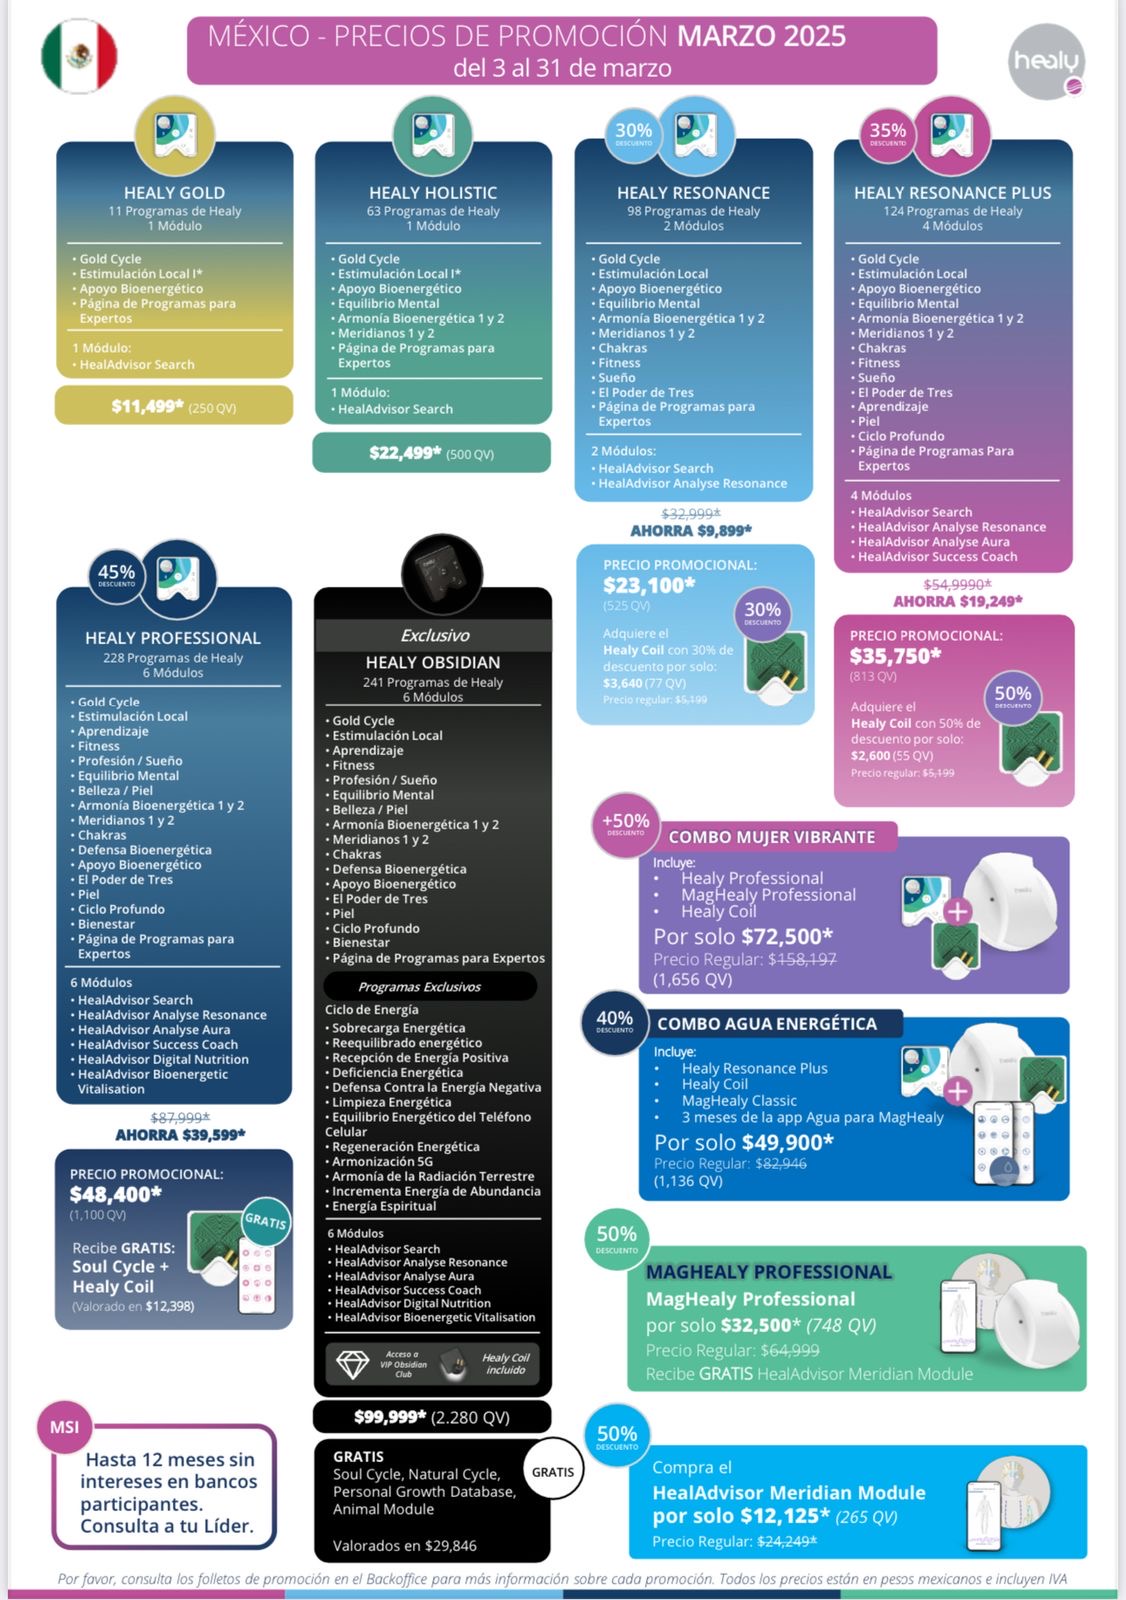 MÉXICO - PRECIOS DE PROMOCIÓN MARZO 2025
del 3 al 31 de marzo
healy
HEALY GOLD
11 Programas de Healy
1 Módulo
• Gold Cycle
• Estimulación Local I*
• Apoyo Bioenergético
• Página de Programas para
Expertos
1 Módulo:
• HealAdvisor Search
$11,499* (250 QV)
HEALY HOLISTIC
63 Programas de Healy
1 Módulo
• Gold Cycle
• Estimulación Local I*
• Apoyo Bioenergético
• Equilibrio Mental
• Armonía Bioenergética 1 y 2
• Meridianos 1 y 2
• Página de Programas para
Expertos
1 Módulo:
• HealAdvisor Search
$22,499* (500 QV)
30%
DESCUENTO
HEALY RESONANCE
98 Programas de Healy
2 Módulos
• Gold Cycle
• Estimulación Local
• Apoyo Bioenergético
• Equilibrio Mental
• Armonía Bioenergética 1 y 2
• Meridianos 1 y 2
• Chakras
• Fitness
• Sueño
• El Poder de Tres
• Página de Programas para
Expertos
2 Módulos:
• HealAdvisor Search
• HealAdvisor Analyse Resonance
$32,999*
AHORRA $9,899*
PRECIO PROMOCIONAL:
$23,100*
(525 QV)
30%
DESCUENTO
Adquiere el
Healy Coil con 30% de
descuento por solo:
$3,640 (77 QV)
Precio regular: $5,199
35%
DESCUENTO
HEALY RESONANCE PLUS
124 Programas de Healy
4 Módulos
• Gold Cycle
• Estimulación Local
• Apoyo Bioenergético
• Equilibrio Mental
• Armonía Bioenergética 1 y 2
• Meridianos 1 y 2
• Chakras
• Fitness
• Sueño
• El Poder de Tres
• Aprendizaje
• Piel
• Ciclo Profundo
• Página de Programas Para
Expertos
4 Módulos
• HealAdvisor Search
• HealAdvisor Analyse Resonance
• HealAdvisor Analyse Aura
• HealAdvisor Success Coach
$54,9990*
AHORRA $19,249*
PRECIO PROMOCIONAL:
$35,750*
(813 QV)
50%
DESCUENTO
Adquiere el
Healy Coil con 50% de
descuento por solo:
$2,600 (55 QV)
Precio regular: $5,199
45%
DESCUENTO
HEALY PROFESSIONAL
228 Programas de Healy
6 Módulos
• Gold Cycle
• Estimulación Local
• Aprendizaje
• Fitness
• Profesión / Sueño
• Equilibrio Mental
• Belleza / Piel
• Armonía Bioenergética 1 y 2
• Meridianos 1 y 2
• Chakras
• Defensa Bioenergética
• Apoyo Bioenergético
• El Poder de Tres
• Piel
• Ciclo Profundo
• Bienestar
• Página de Programas para
Expertos
6 Módulos
• HealAdvisor Search
• HealAdvisor Analyse Resonance
• HealAdvisor Analyse Aura
• HealAdvisor Success Coach
• HealAdvisor Digital Nutrition
• HealAdvisor Bioenergetic
Vitalisation
$87,999*
AHORRA $39,599*
PRECIO PROMOCIONAL:
$48,400*
(1,100 QV)
GRATIS
Recibe GRATIS:
Soul Cycle +
Healy Coil
(Valorado en $12,398)
Exclusivo
HEALY OBSIDIAN
241 Programas de Healy
6 Módulos
• Gold Cycle
• Estimulación Local
• Aprendizaje
• Fitness
• Profesión / Sueño
• Equilibrio Mental
• Belleza / Piel
• Armonía Bioenergética 1 y 2
• Meridianos 1 y 2
• Chakras
• Defensa Bioenergética
• Apoyo Bioenergético
• El Poder de Tres
• Piel
• Ciclo Profundo
• Bienestar
• Página de Programas para Expertos
Programas Exclusivos
Ciclo de Energía
• Sobrecarga Energética
• Reequilibrado energético
• Recepción de Energía Positiva
• Deficiencia Energética
• Defensa Contra la Energía Negativa
• Limpieza Energética
• Equilibrio Energético del Teléfono
Celular
• Regeneración Energética
• Armonización 5G
• Armonía de la Radiación Terrestre
• Incrementa Energía de Abundancia
• Energía Espiritual
6 Módulos
• HealAdvisor Search
• HealAdvisor Analyse Resonance
• HealAdvisor Analyse Aura
• HealAdvisor Success Coach
• HealAdvisor Digital Nutrition
• HealAdvisor Bioenergetic Vitalisation
Acceso a
VIP Obsidian
Club
Healy Coil
incluido
$99,999* (2.280 QV)
GRATIS
Soul Cycle, Natural Cycle,
Personal Growth Database,
Animal Module
Valorados en $29,846
GRATIS
+50%
DESCUENTO
COMBO MUJER VIBRANTE
Incluye:
• Healy Professional
• MagHealy Professional
• Healy Coil
Por solo $72,500*
Precio Regular: $158,197
(1,656 QV)
40%
DESCUENTO
COMBO AGUA ENERGÉTICA
Incluye:
• Healy Resonance Plus
• Healy Coil
• MagHealy Classic
• 3 meses de la app Agua para MagHealy
Por solo $49,900*
Precio Regular: $82,946
(1,136 QV)
50%
DESCUENTO
MAGHEALY PROFESSIONAL
MagHealy Professional
por solo $32,500* (748 QV)
Precio Regular: $64,999
Recibe GRATIS HealAdvisor Meridian Module
50%
DESCUENTO
Compra el
HealAdvisor Meridian Module
por solo $12,125* (265 QV)
Precio Regular: $24,249*
MSI
Hasta 12 meses sin
intereses en bancos
participantes.
Consulta a tu Líder.
Por favor, consulta los folletos de promoción en el Backoffice para más información sobre cada promoción. Todos los precios están en pesos mexicanos e incluyen IVA